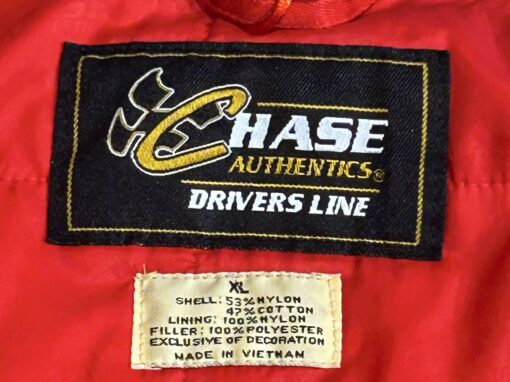 CHASE
AUTHENTICS®
DRIVERS LINE
XL
SHELL: 53% NYLON
47% COTTON
LINING: 100% NYLON
FILLER: 100% POLYESTER
EXCLUSIVE OF DECORATION
MADE IN VIETNAM